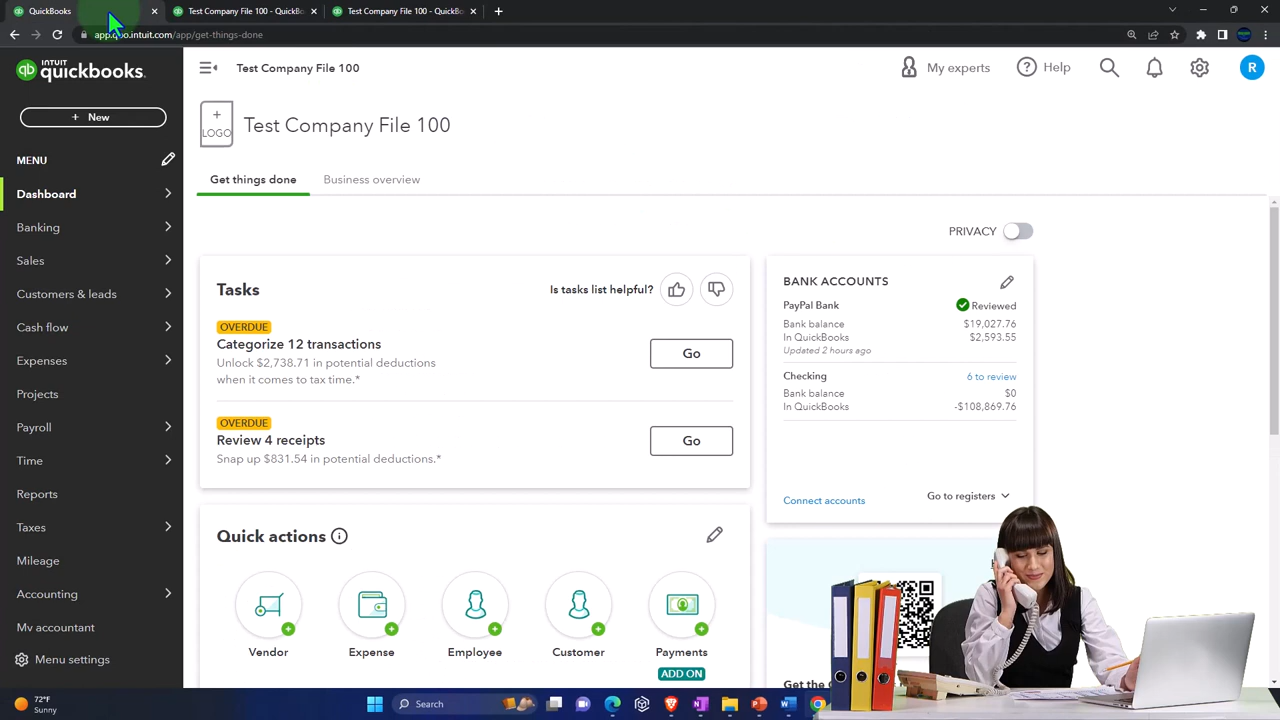 QuickBooks
Test Company File 100 - QuickBo
Test Company File 100 - QuickBo
app.qbo.intuit.com/app/get-things-done
INTUIT
quickbooks.
Test Company File 100
My experts
Help
R
+ New
+
LOGO
Test Company File 100
MENU
Get things done
Business overview
Dashboard
Banking
Sales
Customers & leads
Cash flow
Expenses
Projects
Payroll
Time
Reports
Taxes
Mileage
Accounting
My account
Menu settings
PRIVACY
Tasks
Is tasks list helpful?
OVERDUE
Categorize 12 transactions
Unlock $2,738.71 in potential deductions
when it comes to tax time.*
Go
OVERDUE
Review 4 receipts
Snap up $831.54 in potential deductions.*
Go
BANK ACCOUNTS
PayPal Bank
Reviewed
Bank balance
$19,027.76
In QuickBooks
$2,593.55
Updated 2 hours ago
Checking
6 to review
Bank balance
$0
In QuickBooks
-$108,869.76
Connect accounts
Go to registers
Quick actions
Vendor
Expense
Employee
Customer
Payments
ADD ON
72°F
Sunny
Search